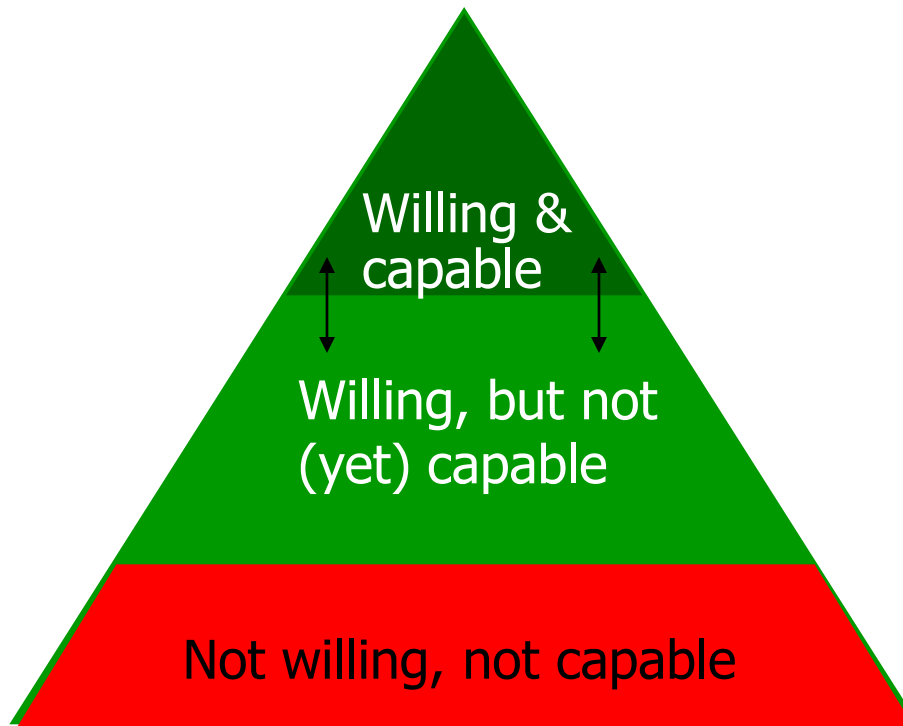 Willing &
capable
Willing, but not
(yet) capable
Not willing, not capable